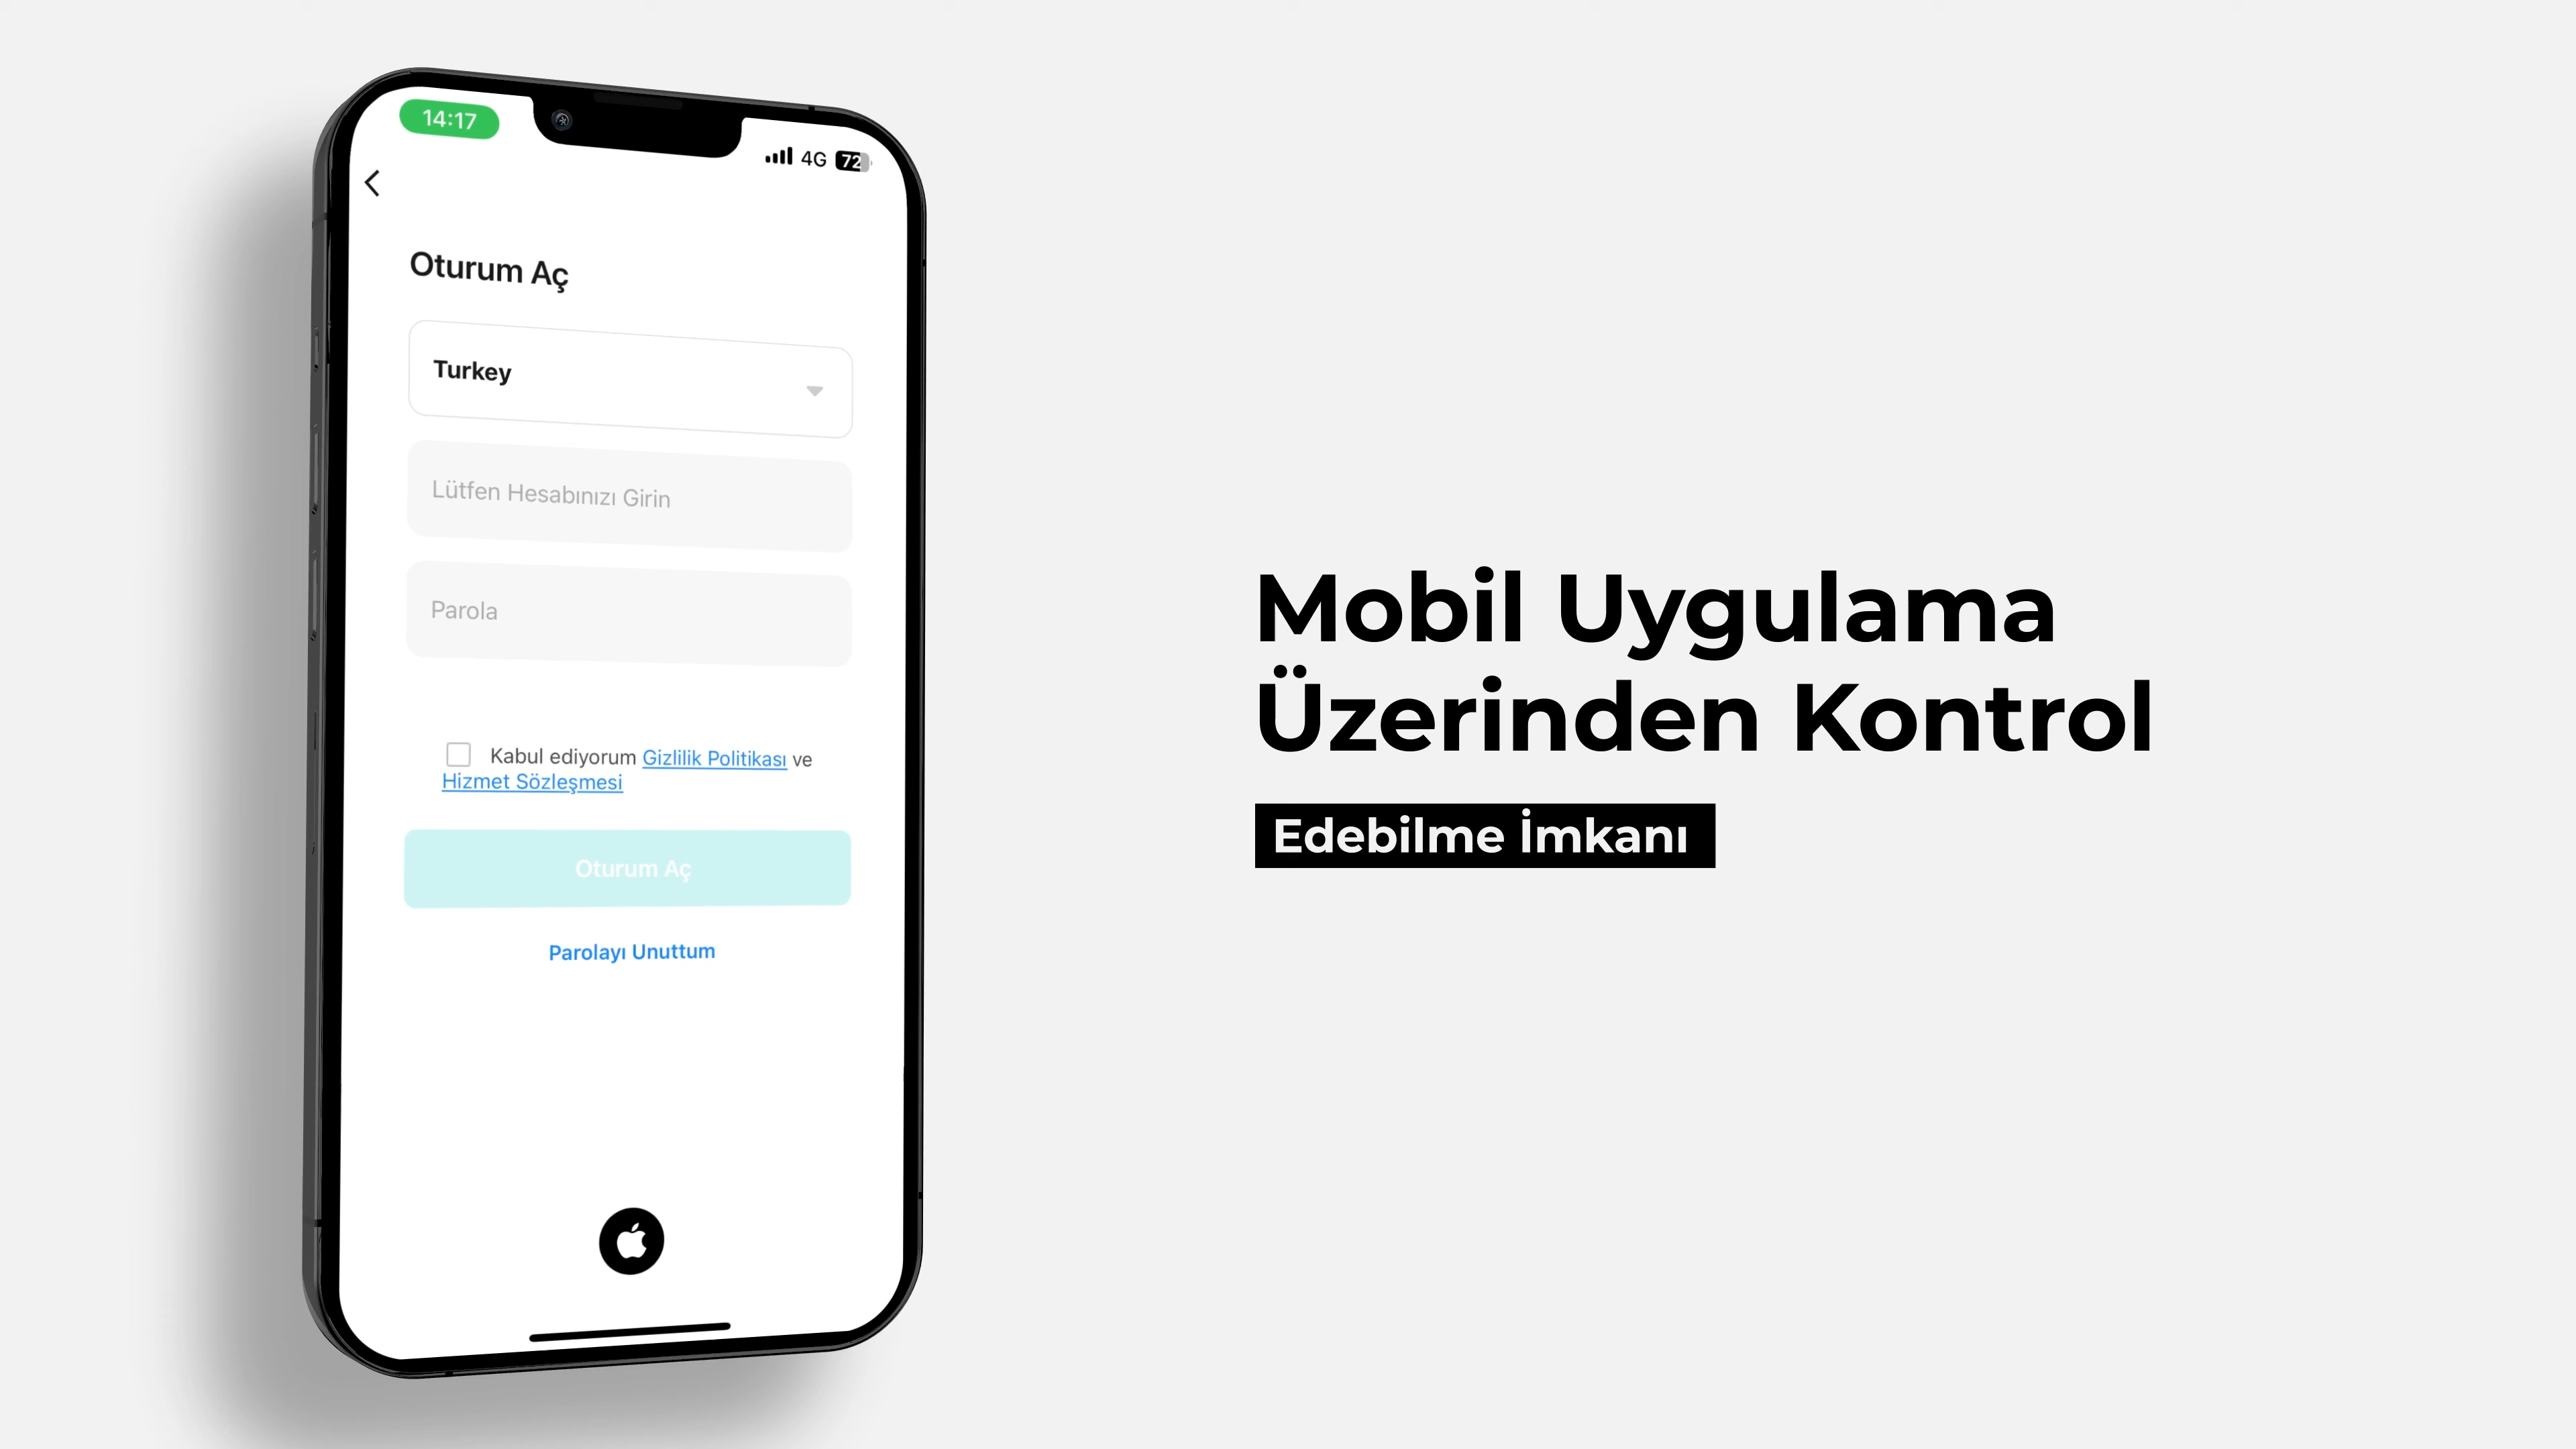 14:17
4G 72
Oturum Aç
Turkey
Lütfen Hesabınızı Girin
Parola
Kabul ediyorum Gizlilik Politikası ve
Hizmet Sözleşmesi
Oturum Aç
Parolayı Unuttum
Mobil Uygulama
Üzerinden Kontrol
Edebilme İmkanı